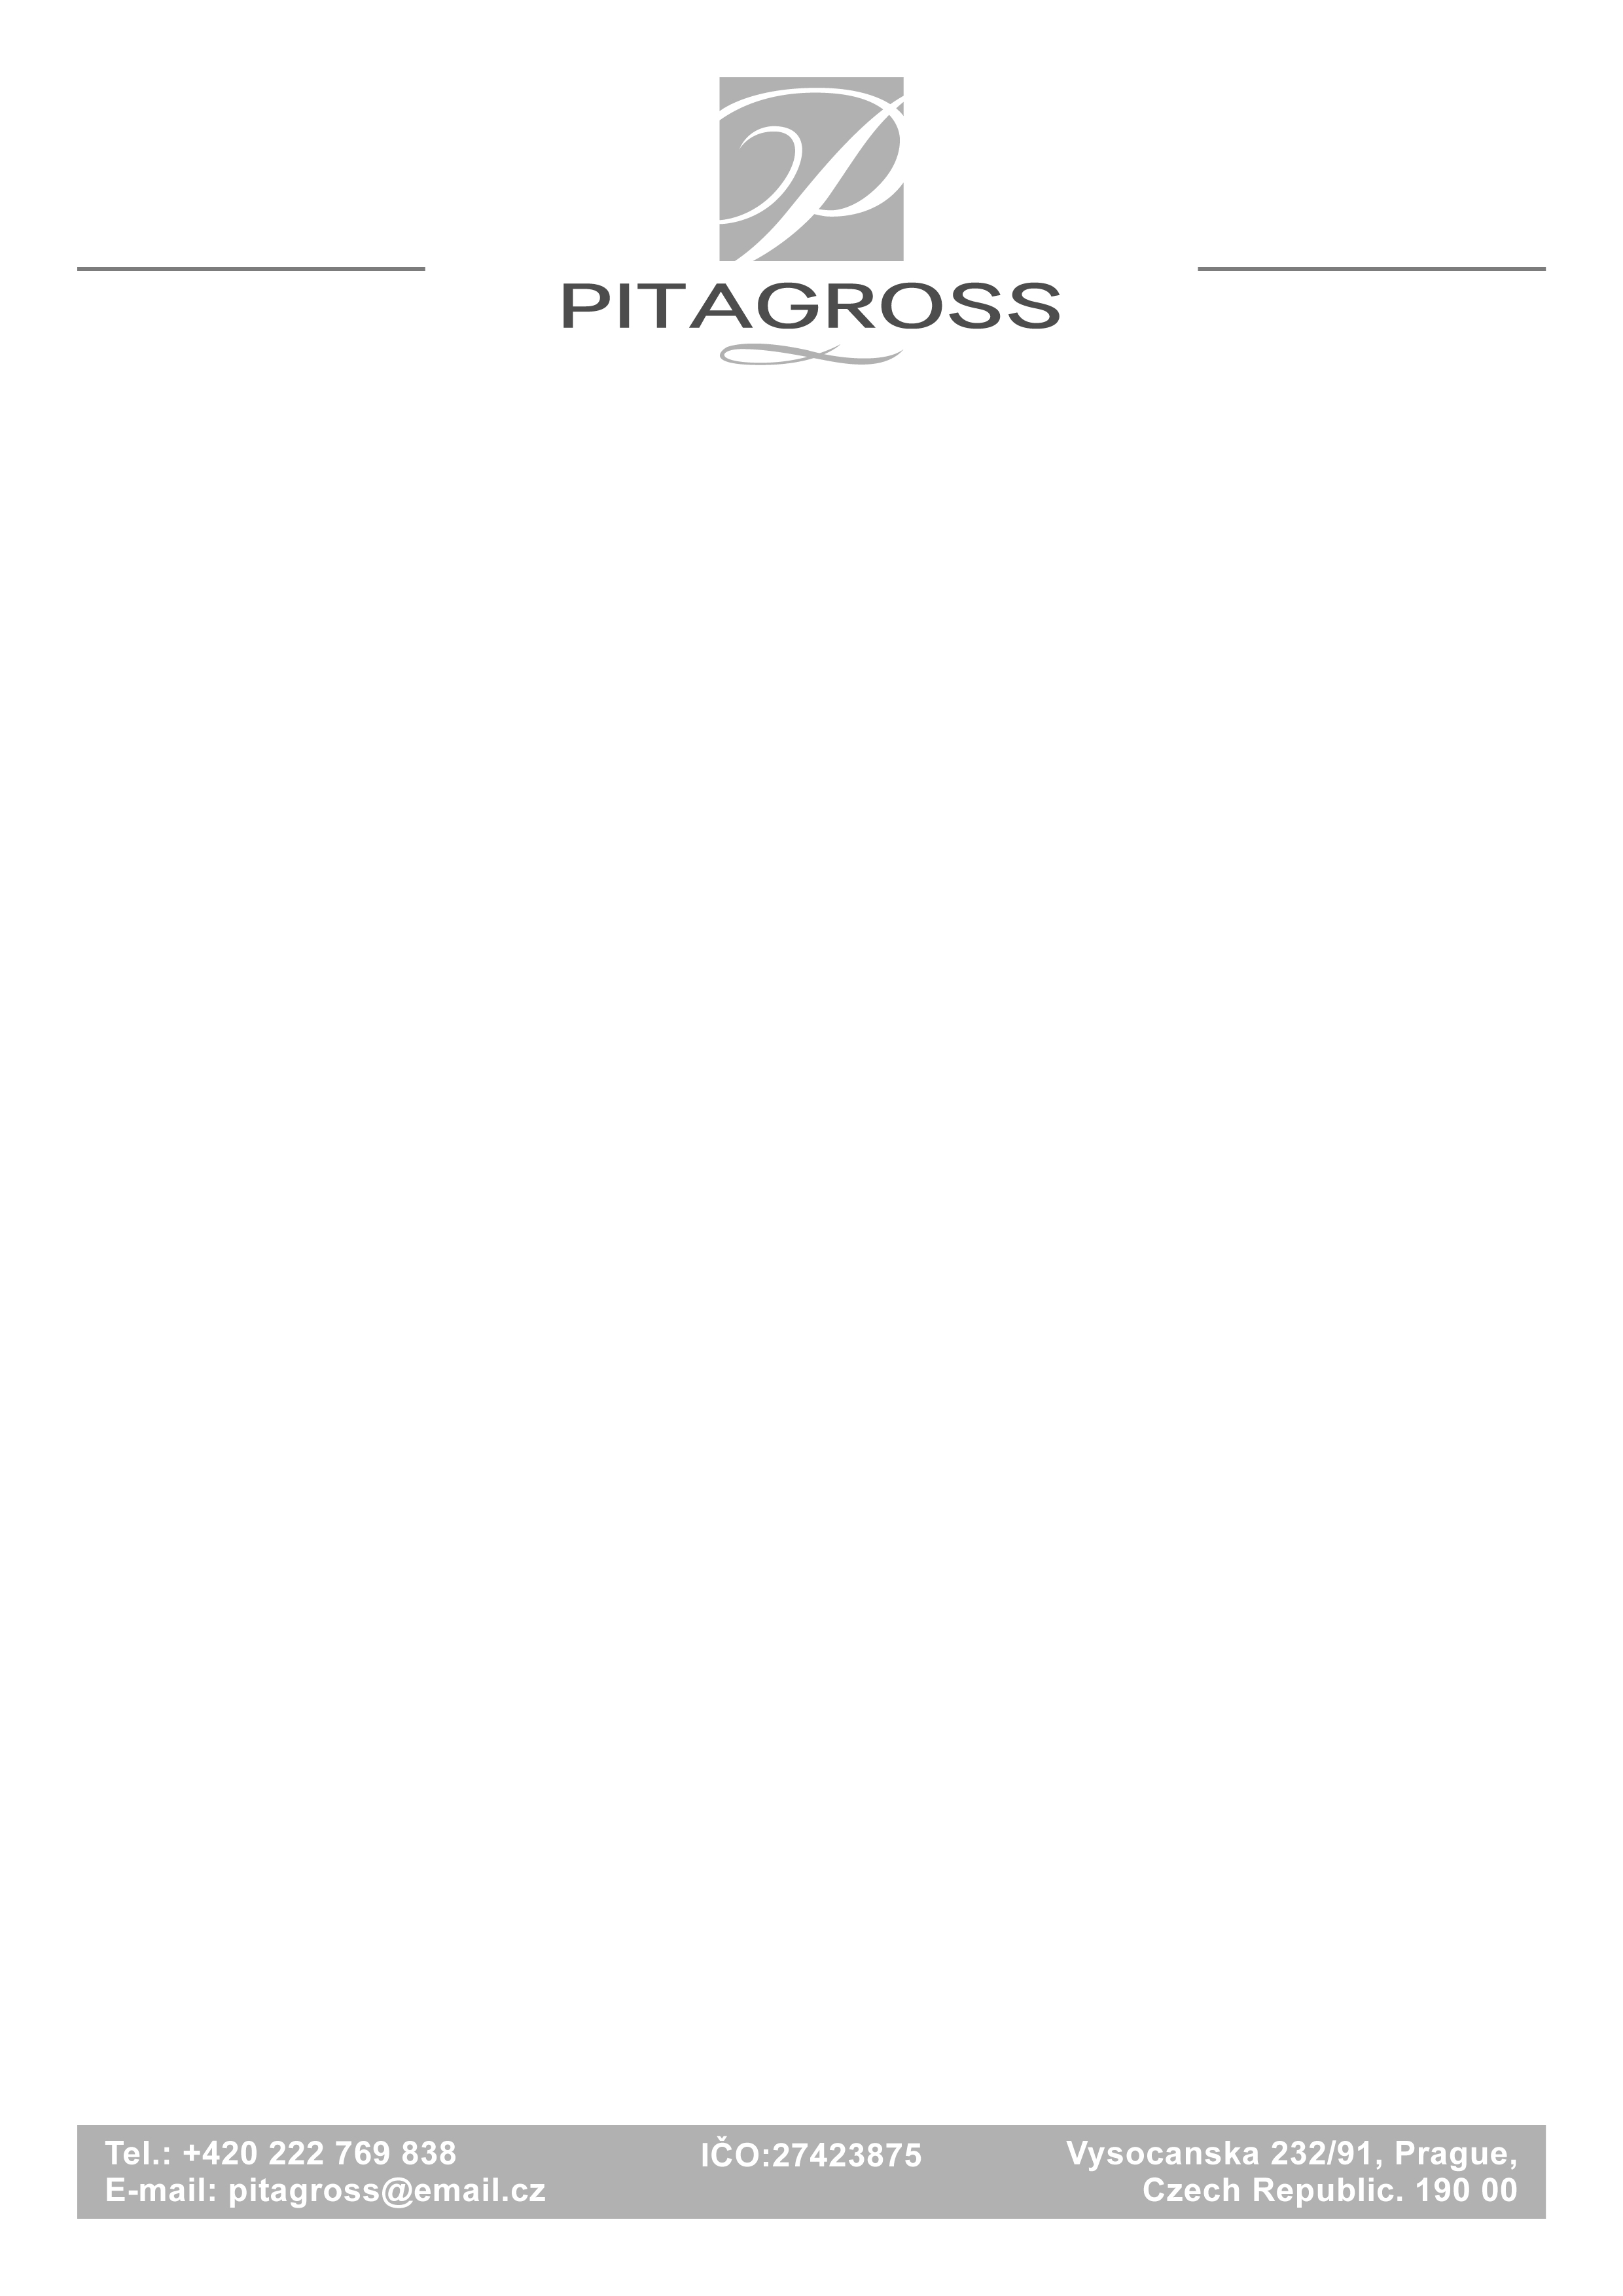 P
PITAGROSS
Tel.: +420 222 769 838
E-mail: pitagross@email.cz
IČO:27423875
Vysocanska 232/91, Prague,
Czech Republic. 190 00